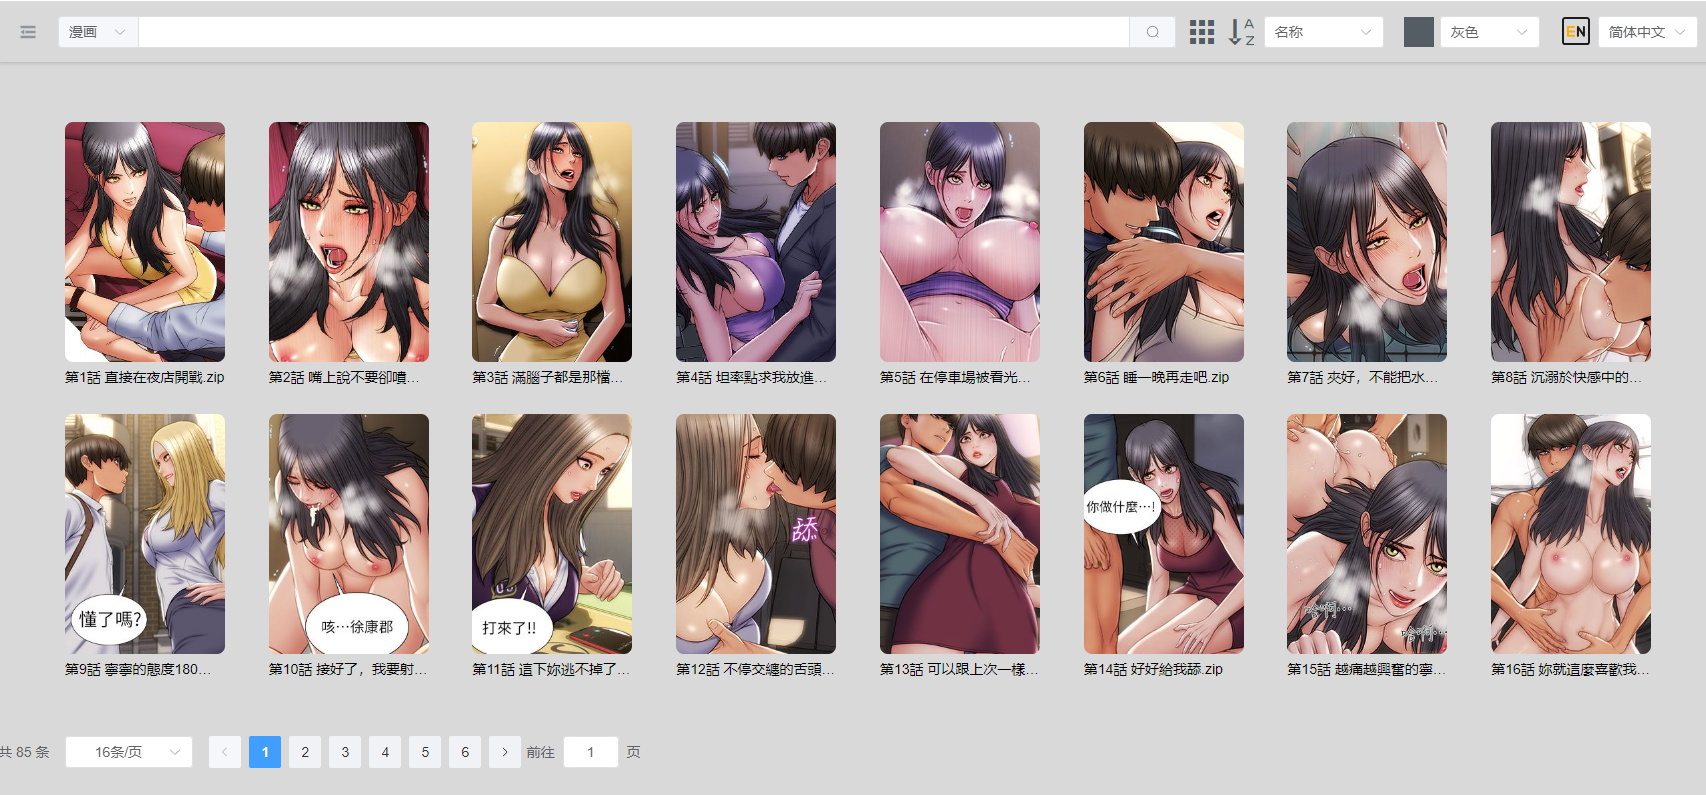 漫画
A
Z
名称
灰色
EN
简体中文
第1話 直接在夜店開戰.zip
第2話 嘴上說不要卻噴…
第3話 滿腦子都是那檔…
第4話 坦率點求我放進…
第5話 在停車場被看光…
第6話 睡一晚再走吧.zip
第7話 夾好，不能把水…
第8話 沉溺於快感中的…
懂了嗎?
咳…徐康郡
打來了!!
舔
你做什麼…!
哈啊…
哈啊…
第9話 寧寧的態度180…
第10話 接好了，我要射…
第11話 這下妳逃不掉了…
第12話 不停交纏的舌頭…
第13話 可以跟上次一樣…
第14話 好好給我舔.zip
第15話 越痛越興奮的寧…
第16話 妳就這麼喜歡我…
共 85 条
16条/页
1 2 3 4 5 6
前往 1 页